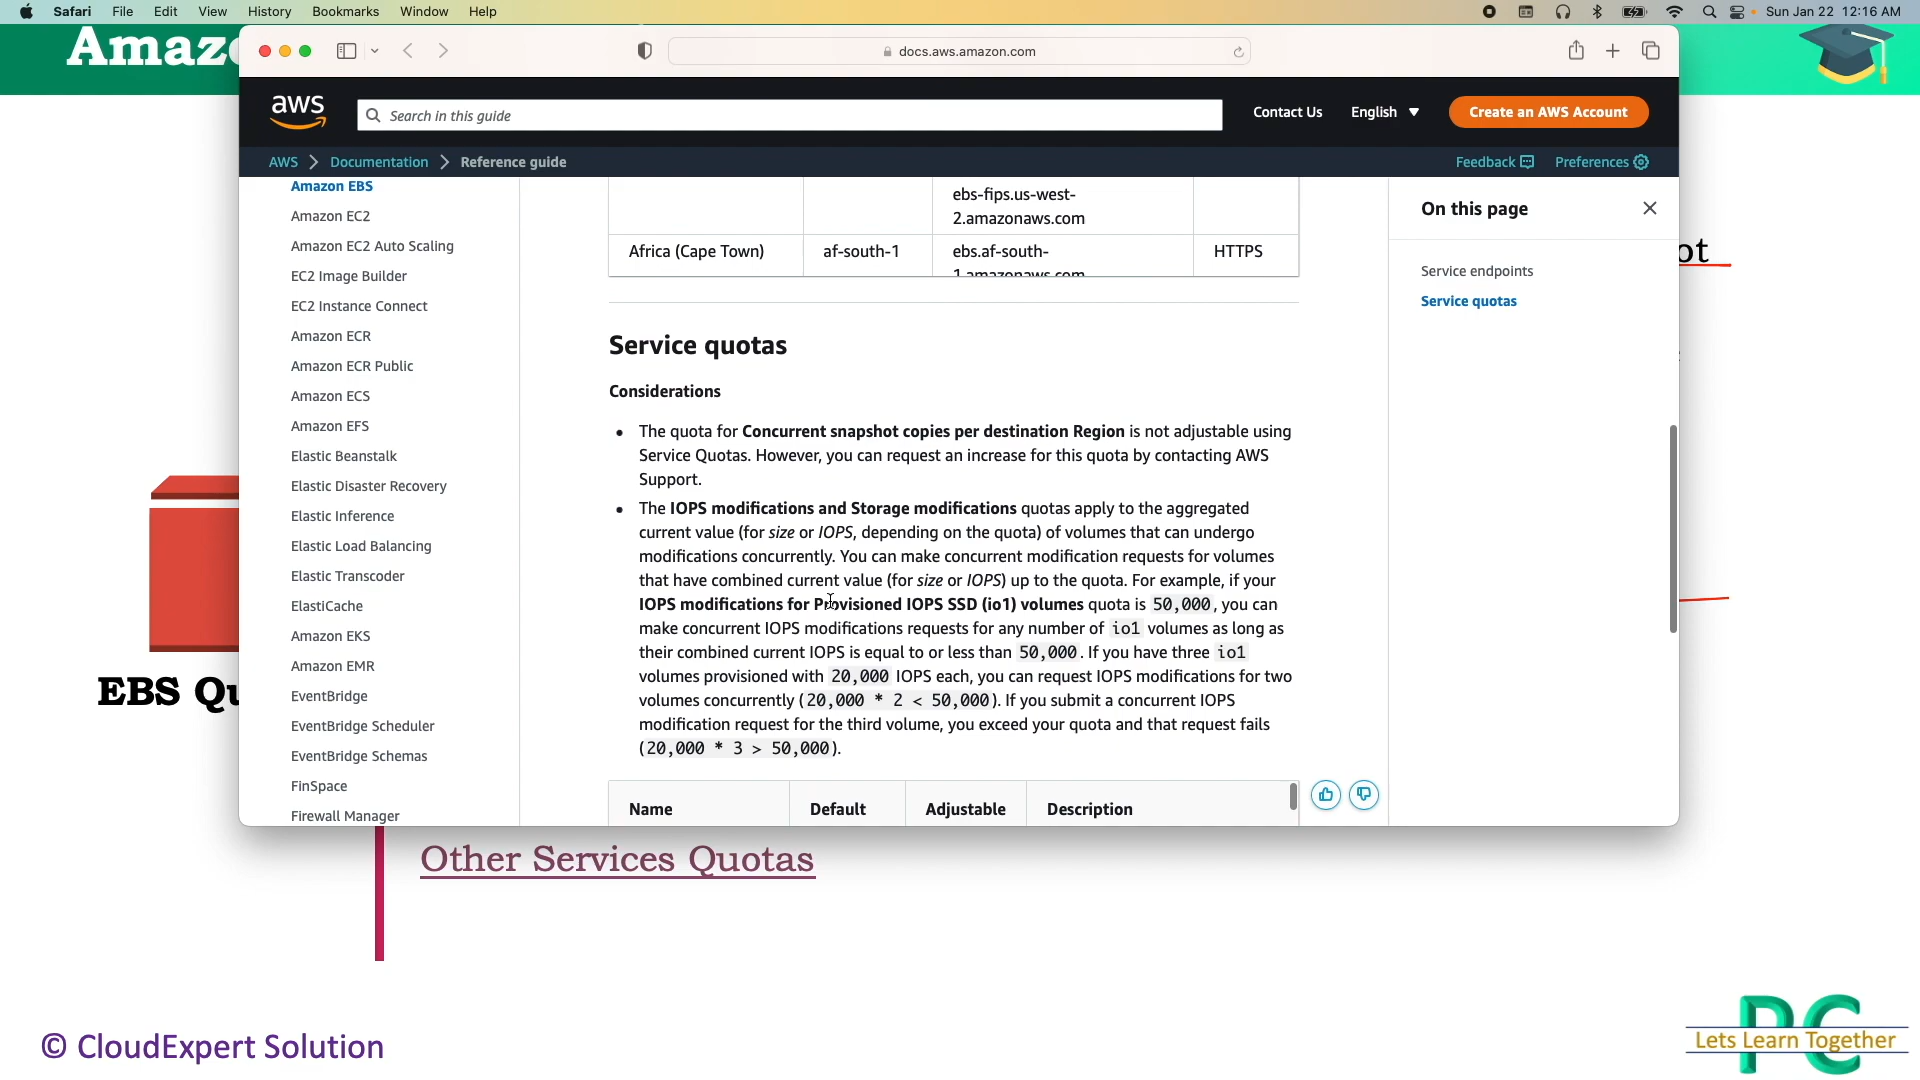 Safari File Edit View History Bookmarks Window Help
Sun Jan 22 12:16 AM
Amaz
docs.aws.amazon.com
aws
Search in this guide
Contact Us
English
Create an AWS Account
AWS
Documentation
Reference guide
Feedback
Preferences
Amazon EBS
Amazon EC2
Amazon EC2 Auto Scaling
EC2 Image Builder
EC2 Instance Connect
Amazon ECR
Amazon ECR Public
Amazon ECS
Amazon EFS
Elastic Beanstalk
Elastic Disaster Recovery
Elastic Inference
Elastic Load Balancing
Elastic Transcoder
ElastiCache
Amazon EKS
Amazon EMR
EventBridge
EventBridge Scheduler
EventBridge Schemas
FinSpace
Firewall Manager
ebs-fips.us-west-
2.amazonaws.com
Africa (Cape Town) af-south-1 ebs.af-south- HTTPS
1.amazonaws.com
Service quotas
Considerations
The quota for Concurrent snapshot copies per destination Region is not adjustable using
Service Quotas. However, you can request an increase for this quota by contacting AWS
Support.
The IOPS modifications and Storage modifications quotas apply to the aggregated
current value (for size or IOPS, depending on the quota) of volumes that can undergo
modifications concurrently. You can make concurrent modification requests for volumes
that have combined current value (for size or IOPS) up to the quota. For example, if your
IOPS modifications for Provisioned IOPS SSD (io1) volumes quota is 50,000, you can
make concurrent IOPS modifications requests for any number of io1 volumes as long as
their combined current IOPS is equal to or less than 50,000. If you have three io1
volumes provisioned with 20,000 IOPS each, you can request IOPS modifications for two
volumes concurrently (20,000 * 2 < 50,000). If you submit a concurrent IOPS
modification request for the third volume, you exceed your quota and that request fails
(20,000 * 3 > 50,000).
Name Default Adjustable Description
On this page
Service endpoints
Service quotas
ot
EBS Qu
Other Services Quotas
© CloudExpert Solution
PC
Lets Learn Together